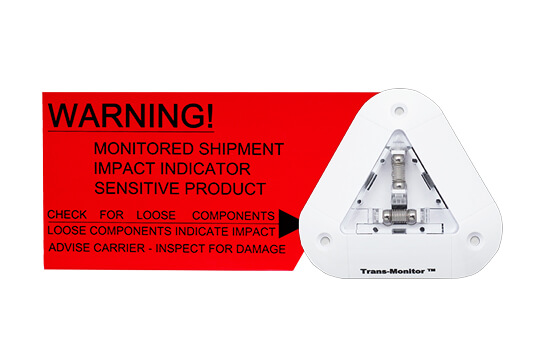 WARNING!
MONITORED SHIPMENT
IMPACT INDICATOR
SENSITIVE PRODUCT
CHECK FOR LOOSE COMPONENTS
LOOSE COMPONENTS INDICATE IMPACT
ADVISE CARRIER - INSPECT FOR DAMAGE
Trans-Monitor ™